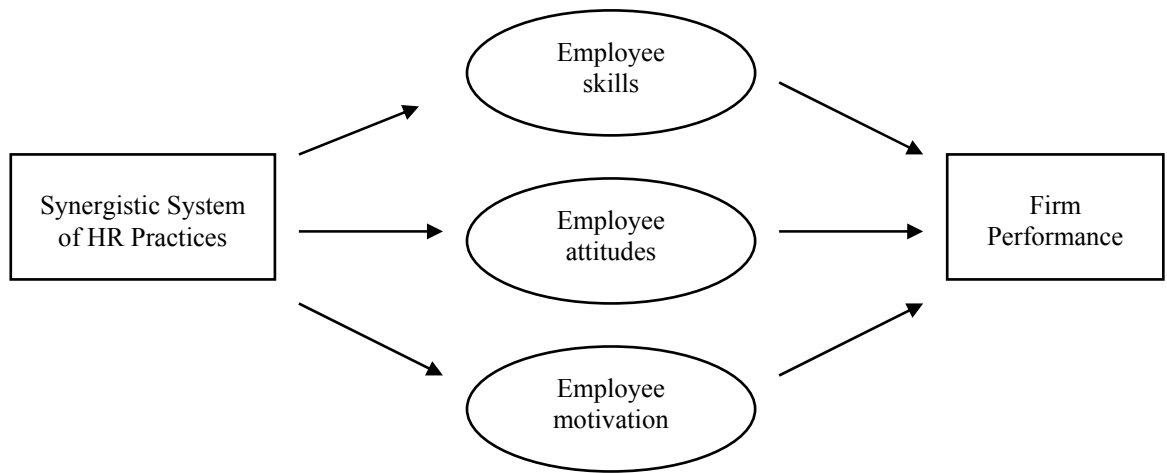 Employee
skills
Synergistic System
of HR Practices
Employee
attitudes
Firm
Performance
Employee
motivation